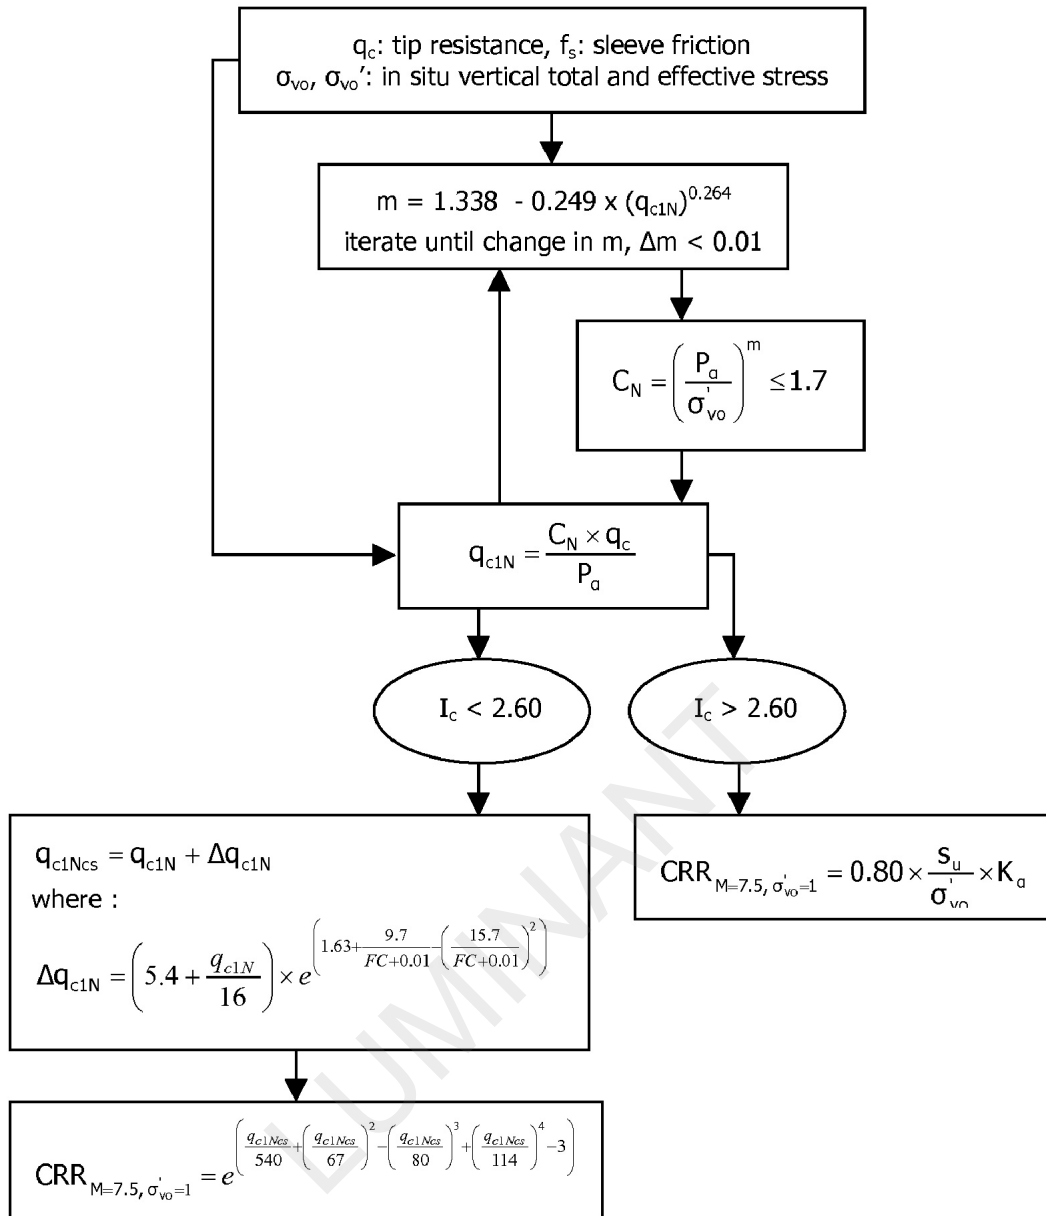 q_c: tip resistance, f_s: sleeve friction
σ_vo, σ_vo': in situ vertical total and effective stress
m = 1.338 - 0.249 x (q_c1N)^0.264
iterate until change in m, Δm < 0.01
C_N = (P_a / σ'_vo)^m ≤ 1.7
q_c1N = (C_N × q_c) / P_a
I_c < 2.60
I_c > 2.60
q_c1Ncs = q_c1N + Δq_c1N
where :
Δq_c1N = (5.4 + q_c1N / 16) × e^(1.63 + 9.7 / (FC+0.01) - (15.7 / (FC+0.01))^2)
CRR_M=7.5, σ'_vo=1 = 0.80 × s_u / σ'_vo × K_α
CRR_M=7.5, σ'_vo=1 = e^(q_c1Ncs / 540 + (q_c1Ncs / 67)^2 - (q_c1Ncs / 80)^3 + (q_c1Ncs / 114)^4 - 3)
LUMINANT